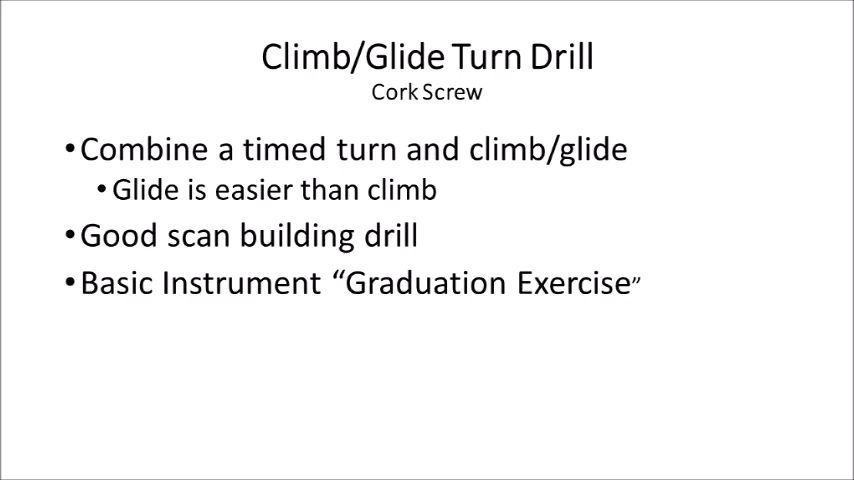 Climb/Glide Turn Drill
Cork Screw
•Combine a timed turn and climb/glide
•Glide is easier than climb
•Good scan building drill
•Basic Instrument “Graduation Exercise”